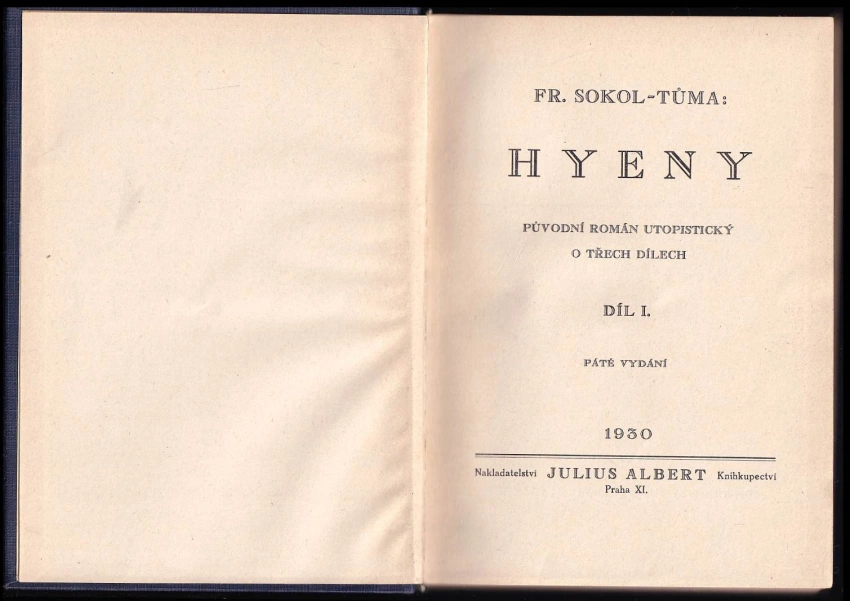 FR. SOKOL-TŮMA:
HYENY
PŮVODNÍ ROMÁN UTOPISTICKÝ
O TŘECH DÍLECH
DÍL I.
PÁTÉ VYDÁNÍ
1930
Nakladatelství JULIUS ALBERT Knihkupectví
Praha XI.